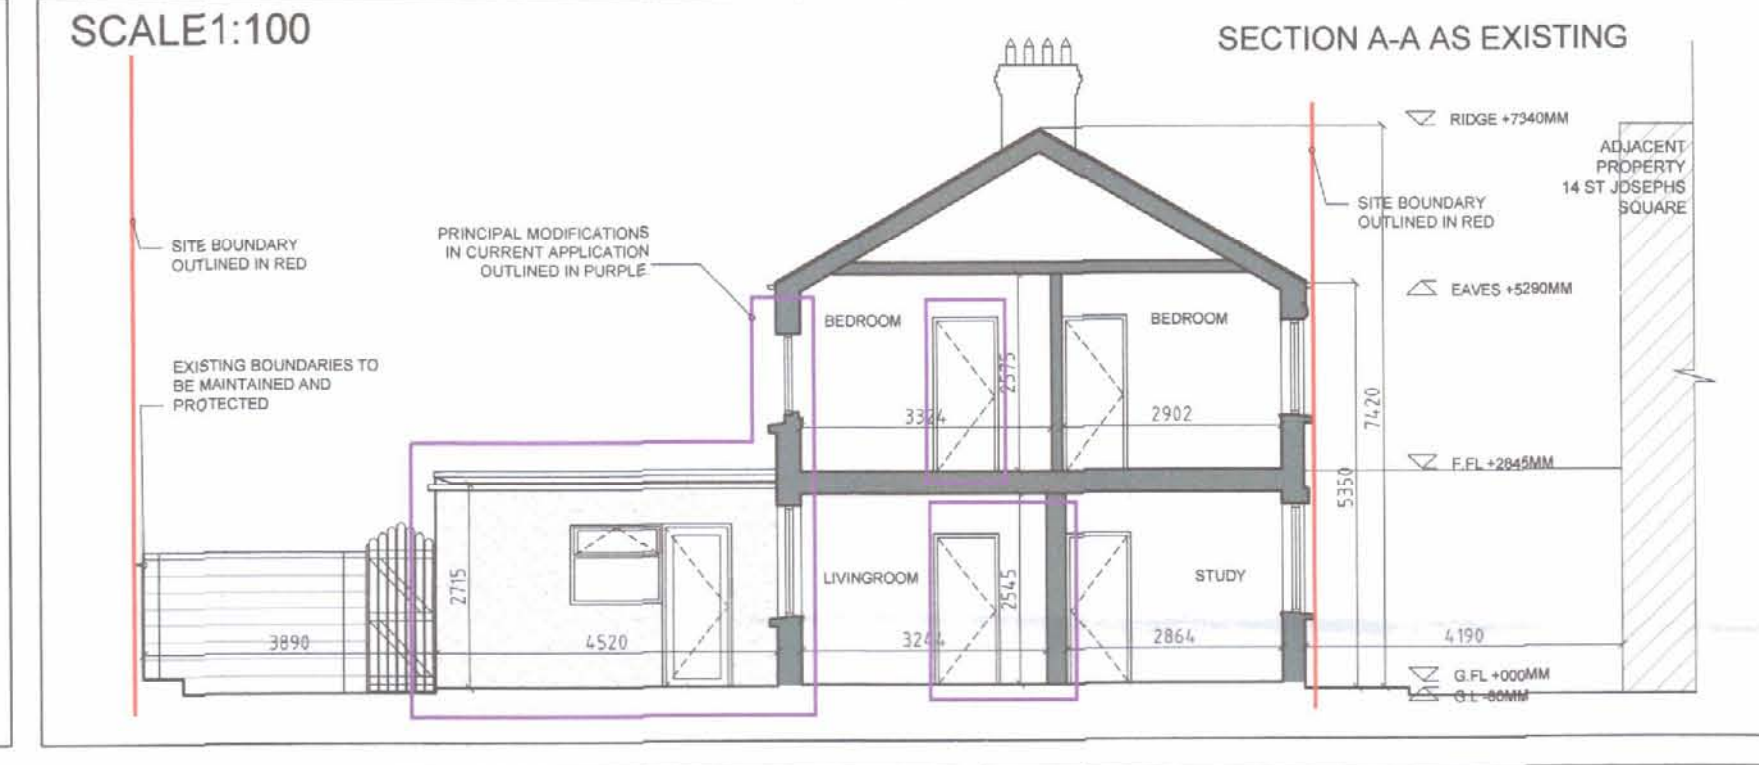 SCALE1:100
SECTION A-A AS EXISTING
RIDGE +7340MM
ADJACENT
PROPERTY
14 ST JOSEPHS
SQUARE
SITE BOUNDARY
OUTLINED IN RED
PRINCIPAL MODIFICATIONS
IN CURRENT APPLICATION
OUTLINED IN PURPLE
SITE BOUNDARY
OUTLINED IN RED
EAVES +5290MM
BEDROOM
BEDROOM
EXISTING BOUNDARIES TO
BE MAINTAINED AND
PROTECTED
2575
3324
2902
7420
F.FL +2845MM
5350
2715
LIVINGROOM
2545
STUDY
3890
4520
3244
2864
4190
G.FL +000MM
G.L -80MM